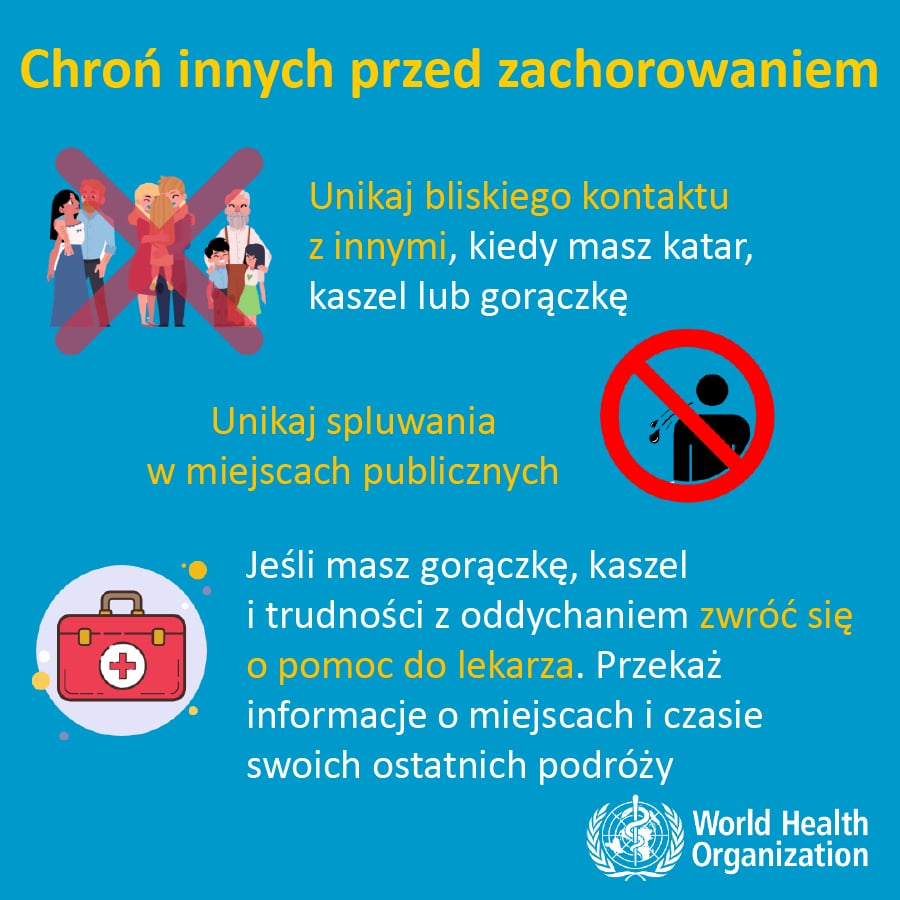 Chroń innych przed zachorowaniem
Unikaj bliskiego kontaktu
z innymi, kiedy masz katar,
kaszel lub gorączkę
Unikaj spluwania
w miejscach publicznych
Jeśli masz gorączkę, kaszel
i trudności z oddychaniem zwróć się
o pomoc do lekarza. Przekaż
informacje o miejscach i czasie
swoich ostatnich podróży
World Health
Organization